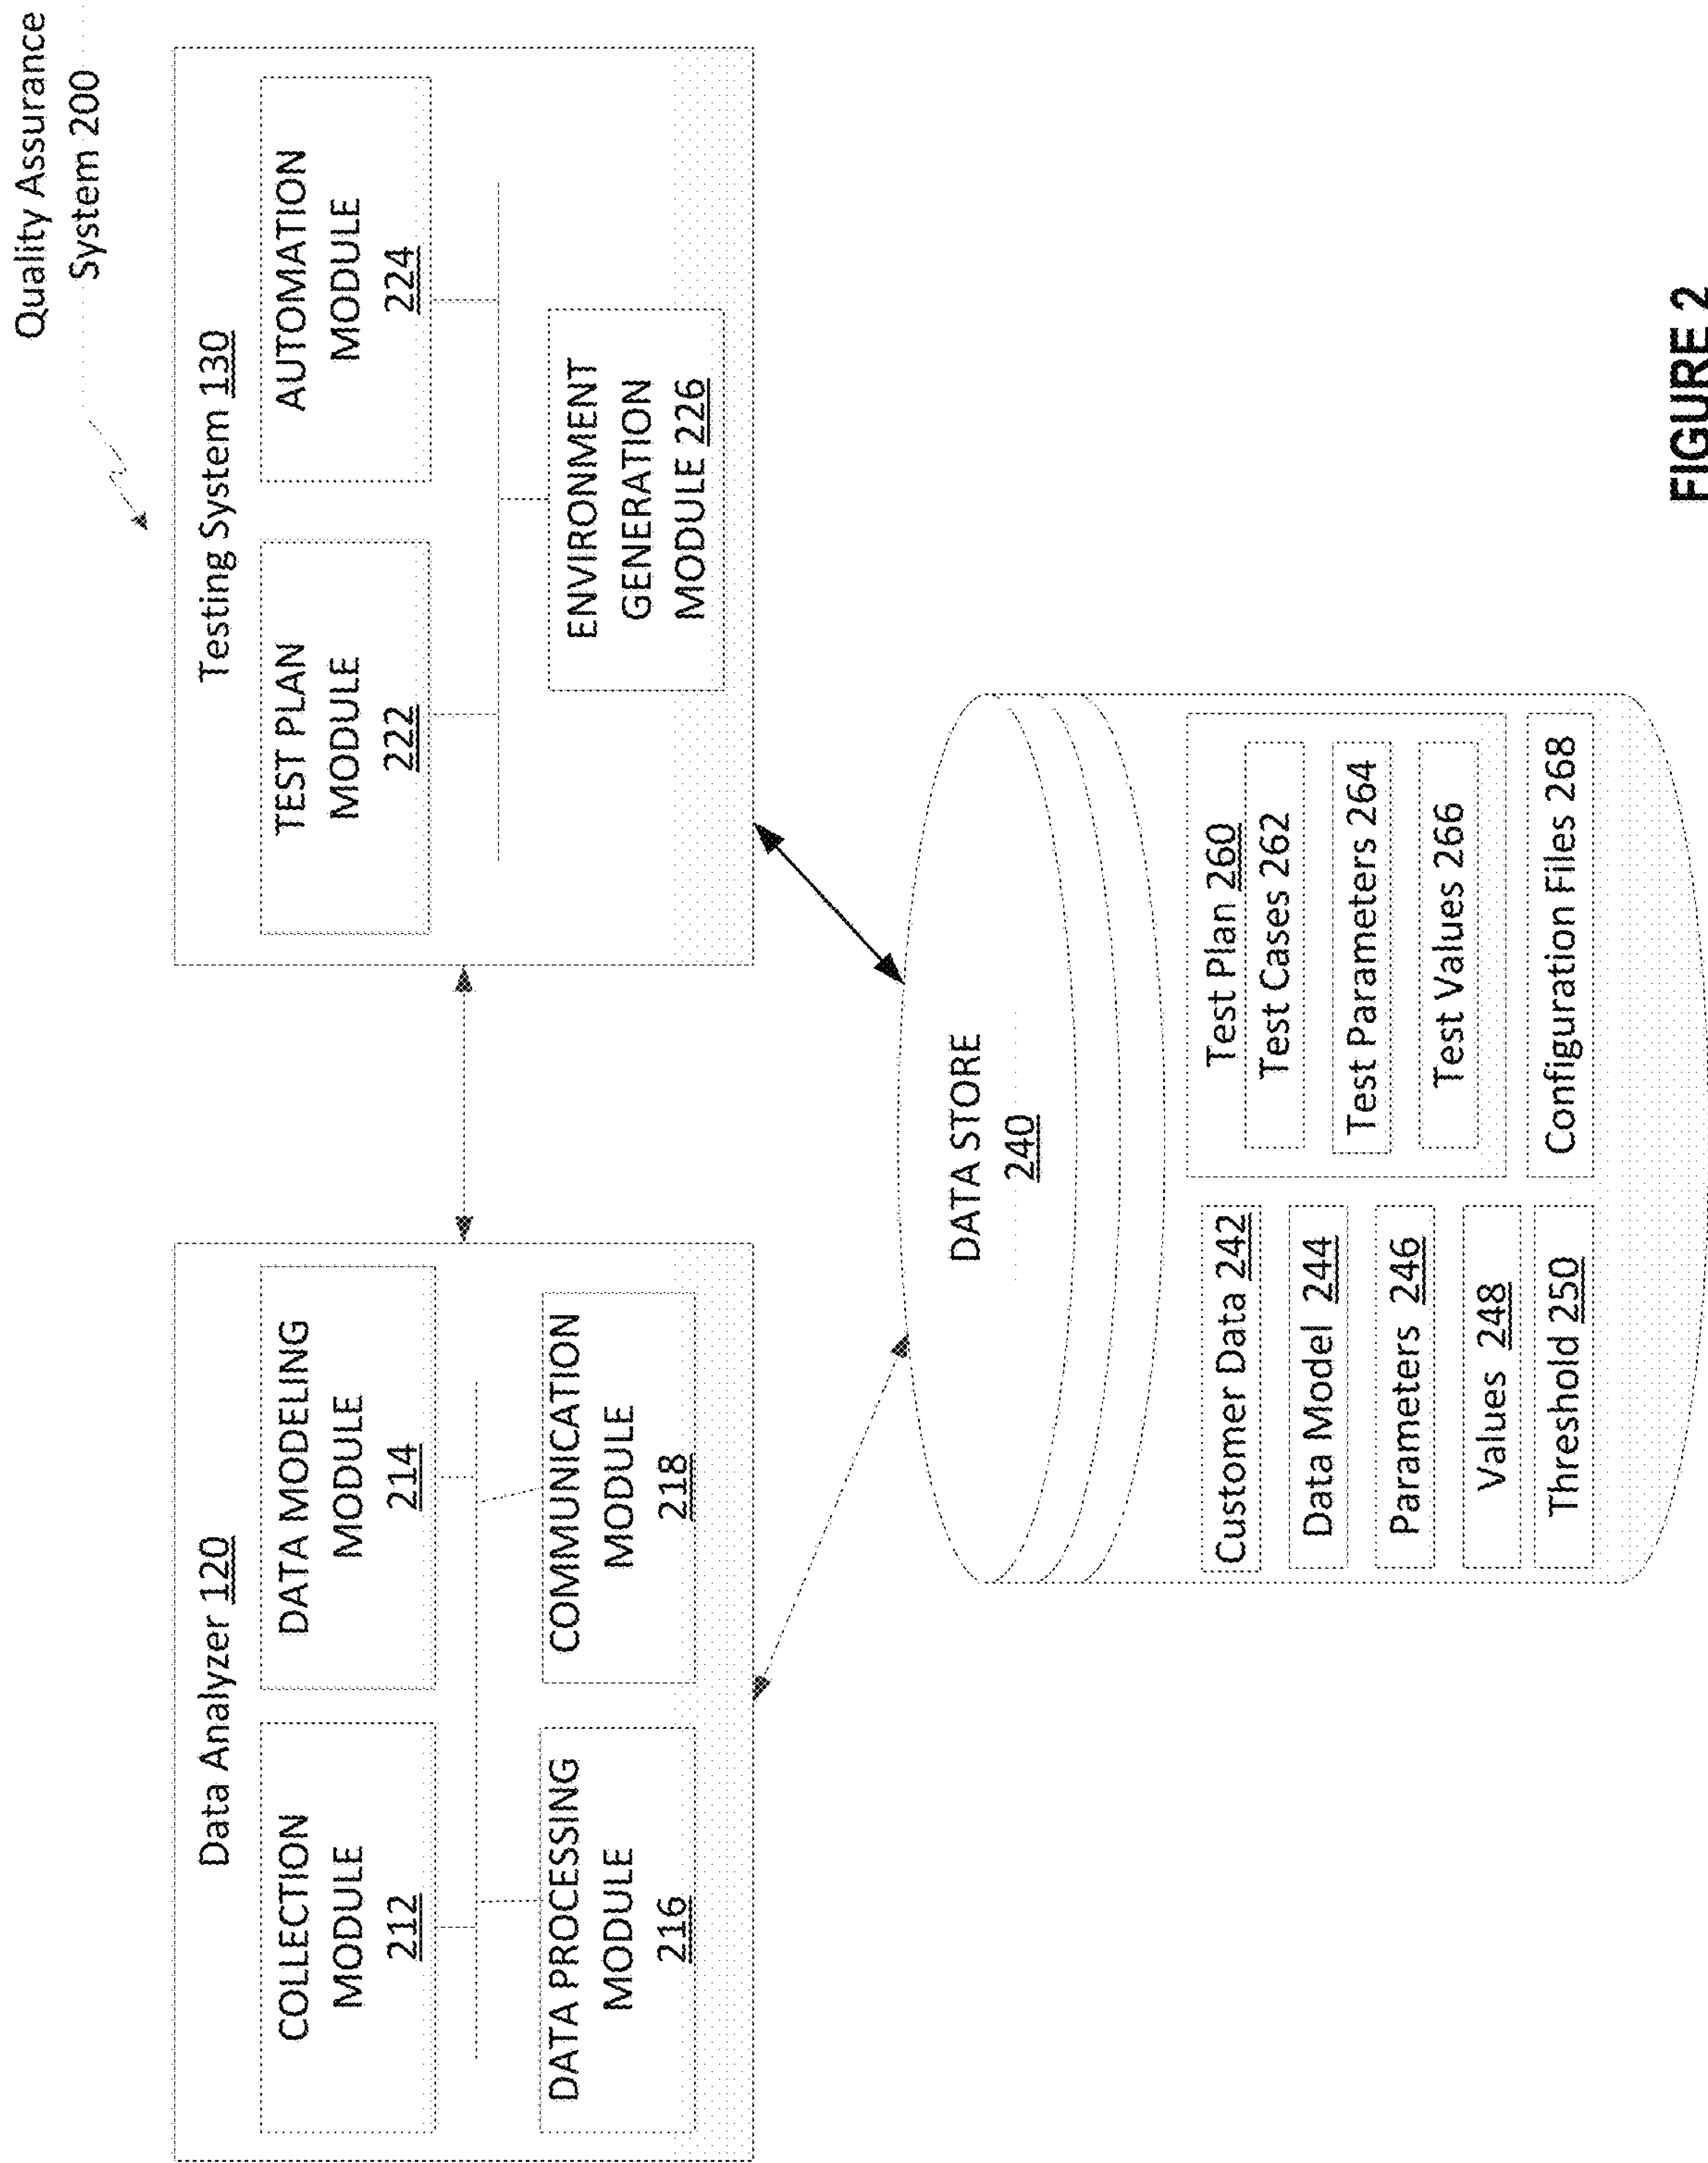 Quality Assurance
System 200
Data Analyzer 120
COLLECTION
MODULE
212
DATA MODELING
MODULE
214
DATA PROCESSING
MODULE
216
COMMUNICATION
MODULE
218
Testing System 130
TEST PLAN
MODULE
222
AUTOMATION
MODULE
224
ENVIRONMENT
GENERATION
MODULE 226
DATA STORE
240
Customer Data 242
Data Model 244
Parameters 246
Values 248
Threshold 250
Test Plan 260
Test Cases 262
Test Parameters 264
Test Values 266
Configuration Files 268
FIGURE 2